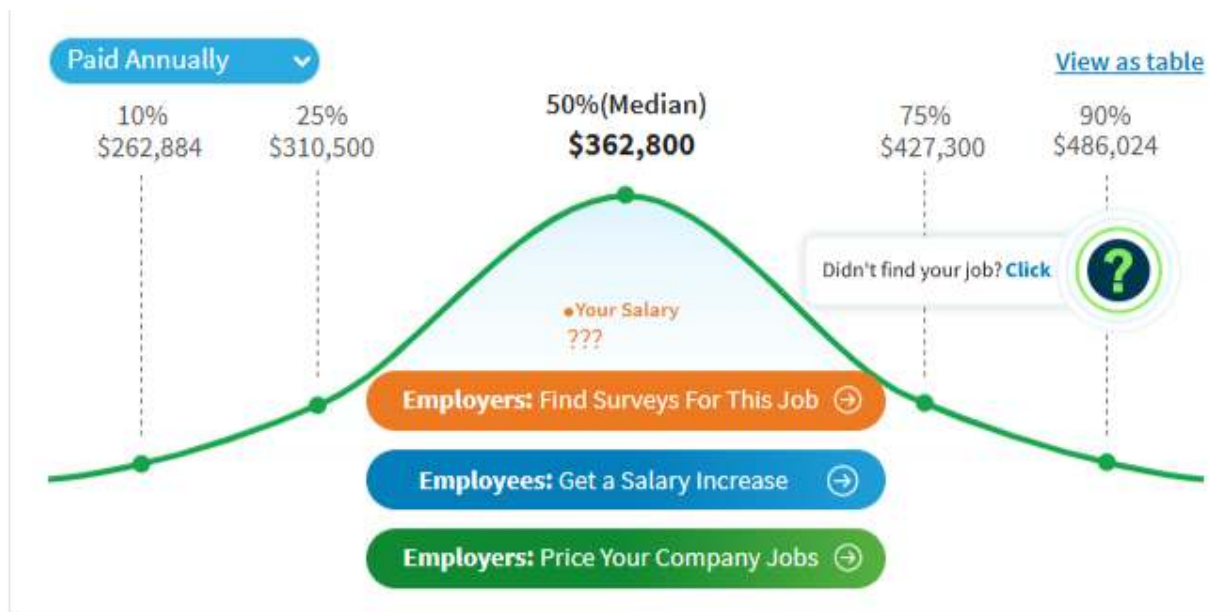 Paid Annually
View as table
10%
$262,884
25%
$310,500
50%(Median)
$362,800
75%
$427,300
90%
$486,024
Didn't find your job? Click
?
Your Salary
???
Employers: Find Surveys For This Job
Employees: Get a Salary Increase
Employers: Price Your Company Jobs